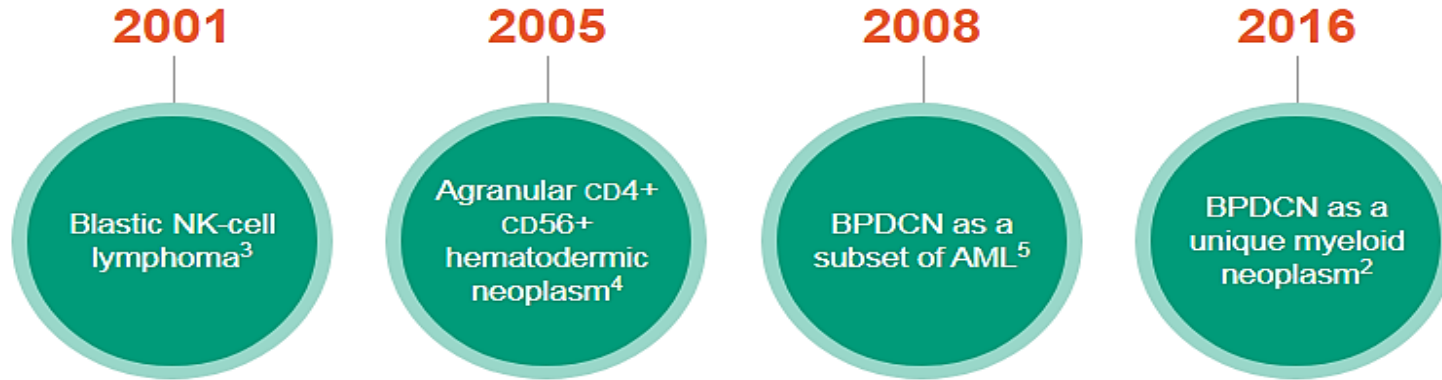 2001
2005
2008
2016
Blastic NK-cell
lymphoma³
Agranular CD4+
CD56+
hematodermic
neoplasm⁴
BPDCN as a
subset of AML⁵
BPDCN as a
unique myeloid
neoplasm²